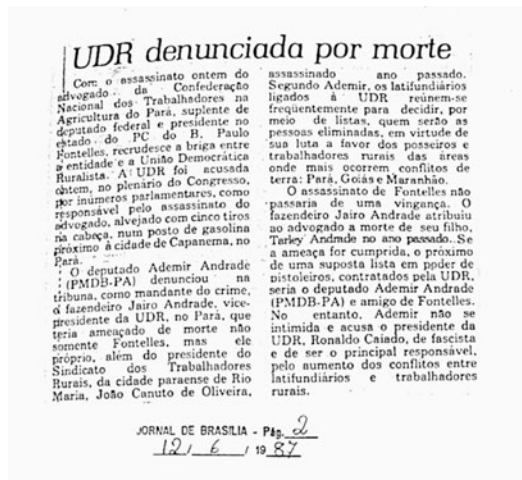 UDR denunciada por morte
Com o assassinato ontem do
advogado da Confederação
Nacional dos Trabalhadores na
Agricultura do Pará, suplente de
deputado federal e presidente no
estado do PC do B, Paulo
Fontelles, recrudesce a briga entre
a entidade e a União Democrática
Ruralista. A UDR foi acusada
ontem, no plenário do Congresso,
por inúmeros parlamentares, como
responsável pelo assassinato do
advogado, alvejado com cinco tiros
na cabeça, num posto de gasolina
próximo à cidade de Capanema, no
Pará.
O deputado Ademir Andrade
(PMDB-PA) denunciou na
tribuna, como mandante do crime,
o fazendeiro Jairo Andrade, vice-
presidente da UDR, no Pará, que
teria ameaçado de morte não
somente Fontelles, mas ele
próprio, além do presidente do
Sindicato dos Trabalhadores
Rurais, da cidade paraense de Rio
Maria, João Canuto de Oliveira,
assassinado ano passado.
Segundo Ademir, os latifundiários
ligados à UDR reúnem-se
freqüentemente para decidir, por
meio de listas, quem serão as
pessoas eliminadas, em virtude de
sua luta a favor dos posseiros e
trabalhadores rurais das áreas
onde mais ocorrem conflitos de
terra: Pará, Goiás e Maranhão.
O assassinato de Fontelles não
passaria de uma vingança. O
fazendeiro Jairo Andrade atribuiu
ao advogado a morte de seu filho,
Tarley Andrade no ano passado. Se
a ameaça for cumprida, o próximo
de uma suposta lista em poder de
pistoleiros, contratados pela UDR,
seria o deputado Ademir Andrade
(PMDB-PA) e amigo de Fontelles.
No entanto, Ademir não se
intimida e acusa o presidente da
UDR, Ronaldo Caiado, de fascista
e de ser o principal responsável,
pelo aumento dos conflitos entre
latifundiários e trabalhadores
rurais.
JORNAL DE BRASÍLIA - Pág. 2
12 / 6 / 19 87